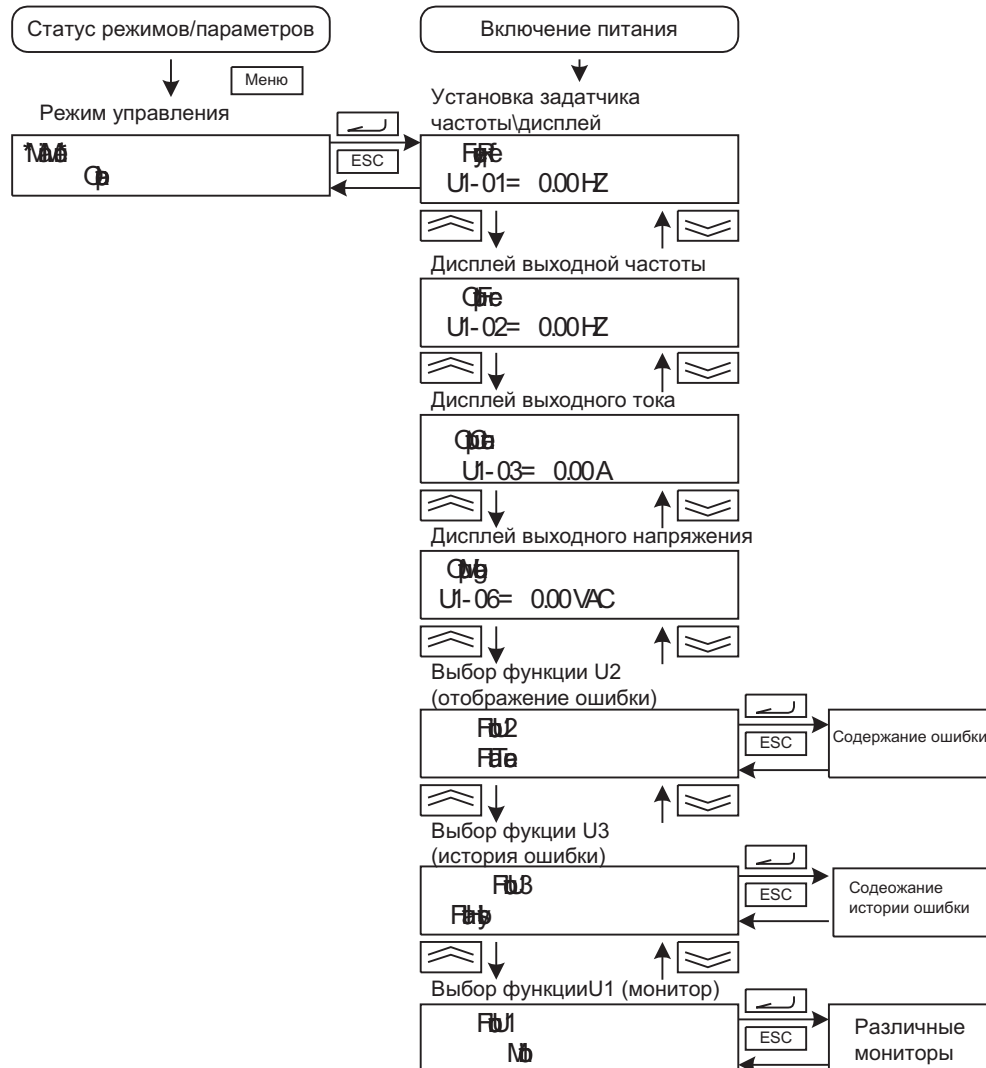 Статус режимов/параметров
Включение питания
Меню
Режим управления
Установка задатчика
частоты\дисплей
ESC
U1-01= 0.00HZ
Дисплей выходной частоты
U1-02= 0.00HZ
Дисплей выходного тока
U1-03= 0.00A
Дисплей выходного напряжения
U1-06= 0.00VAC
Выбор функции U2
(отображение ошибки)
ESC
Содержание ошибки
Выбор фукции U3
(история ошибки)
ESC
Содеожание
истории ошибки
Выбор функцииU1 (монитор)
ESC
Различные
мониторы